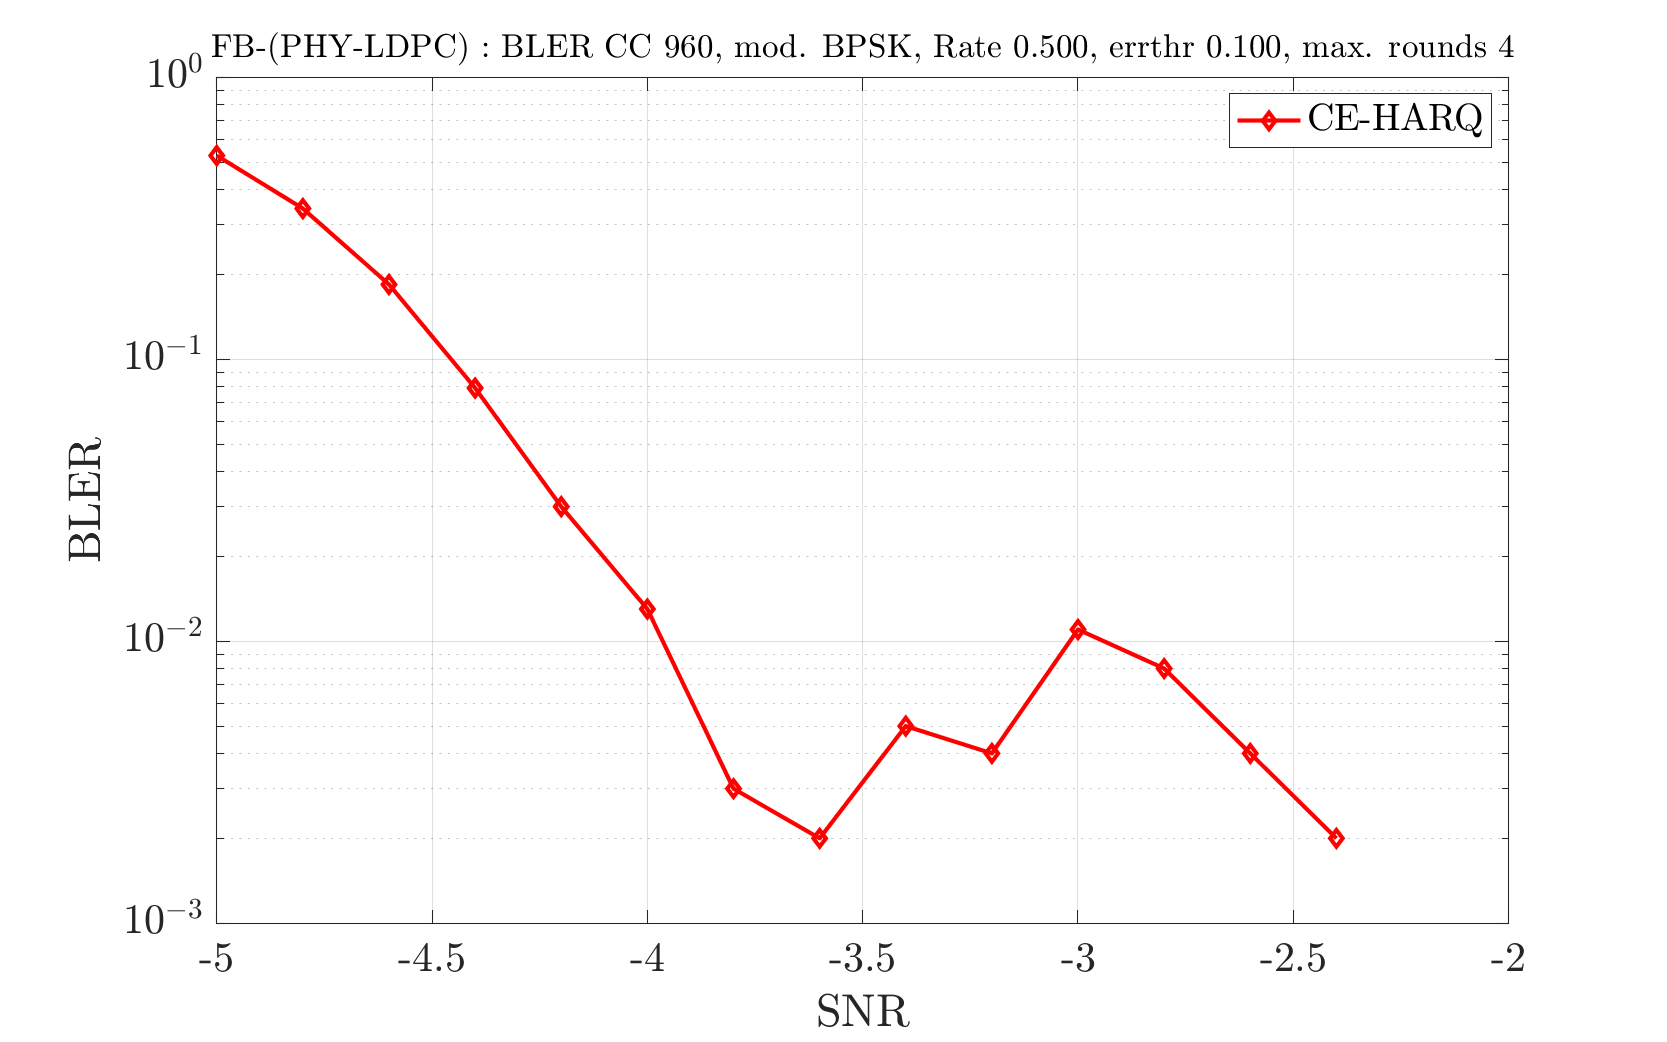 FB-(PHY-LDPC) : BLER CC 960, mod. BPSK, Rate 0.500, errthr 0.100, max. rounds 4
10^0
CE-HARQ
10^{-1}
BLER
10^{-2}
10^{-3}
-5 -4.5 -4 -3.5 -3 -2.5 -2
SNR